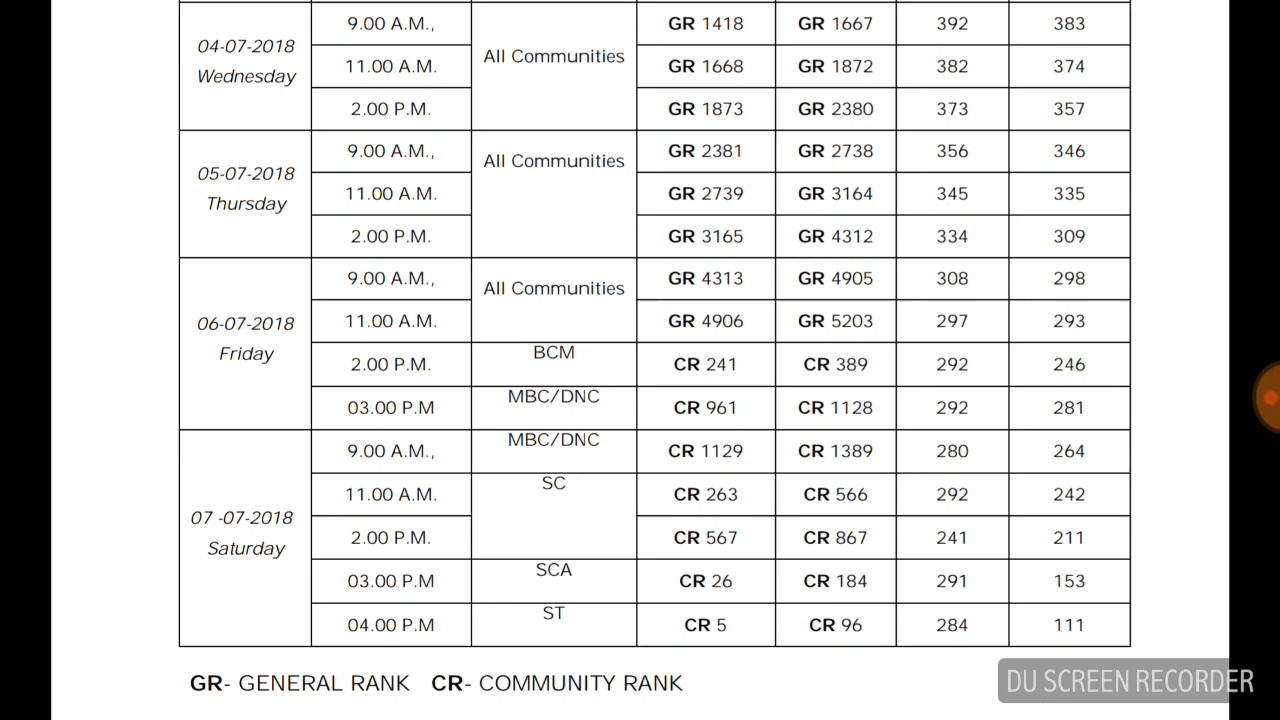 9.00 A.M., GR 1418 GR 1667 392 383
04-07-2018
Wednesday
All Communities
11.00 A.M. GR 1668 GR 1872 382 374
2.00 P.M. GR 1873 GR 2380 373 357
9.00 A.M., GR 2381 GR 2738 356 346
05-07-2018
Thursday
All Communities
11.00 A.M. GR 2739 GR 3164 345 335
2.00 P.M. GR 3165 GR 4312 334 309
9.00 A.M., GR 4313 GR 4905 308 298
All Communities
06-07-2018
Friday
11.00 A.M. GR 4906 GR 5203 297 293
2.00 P.M. BCM CR 241 CR 389 292 246
03.00 P.M MBC/DNC CR 961 CR 1128 292 281
9.00 A.M., MBC/DNC CR 1129 CR 1389 280 264
11.00 A.M. SC CR 263 CR 566 292 242
07 -07-2018
Saturday
2.00 P.M. CR 567 CR 867 241 211
03.00 P.M SCA CR 26 CR 184 291 153
04.00 P.M ST CR 5 CR 96 284 111
GR- GENERAL RANK CR- COMMUNITY RANK
DU SCREEN RECORDER